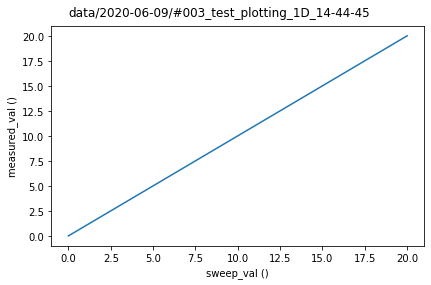 data/2020-06-09/#003_test_plotting_1D_14-44-45
20.0
17.5
15.0
12.5
10.0
7.5
5.0
2.5
0.0
measured_val ()
0.0 2.5 5.0 7.5 10.0 12.5 15.0 17.5 20.0
sweep_val ()